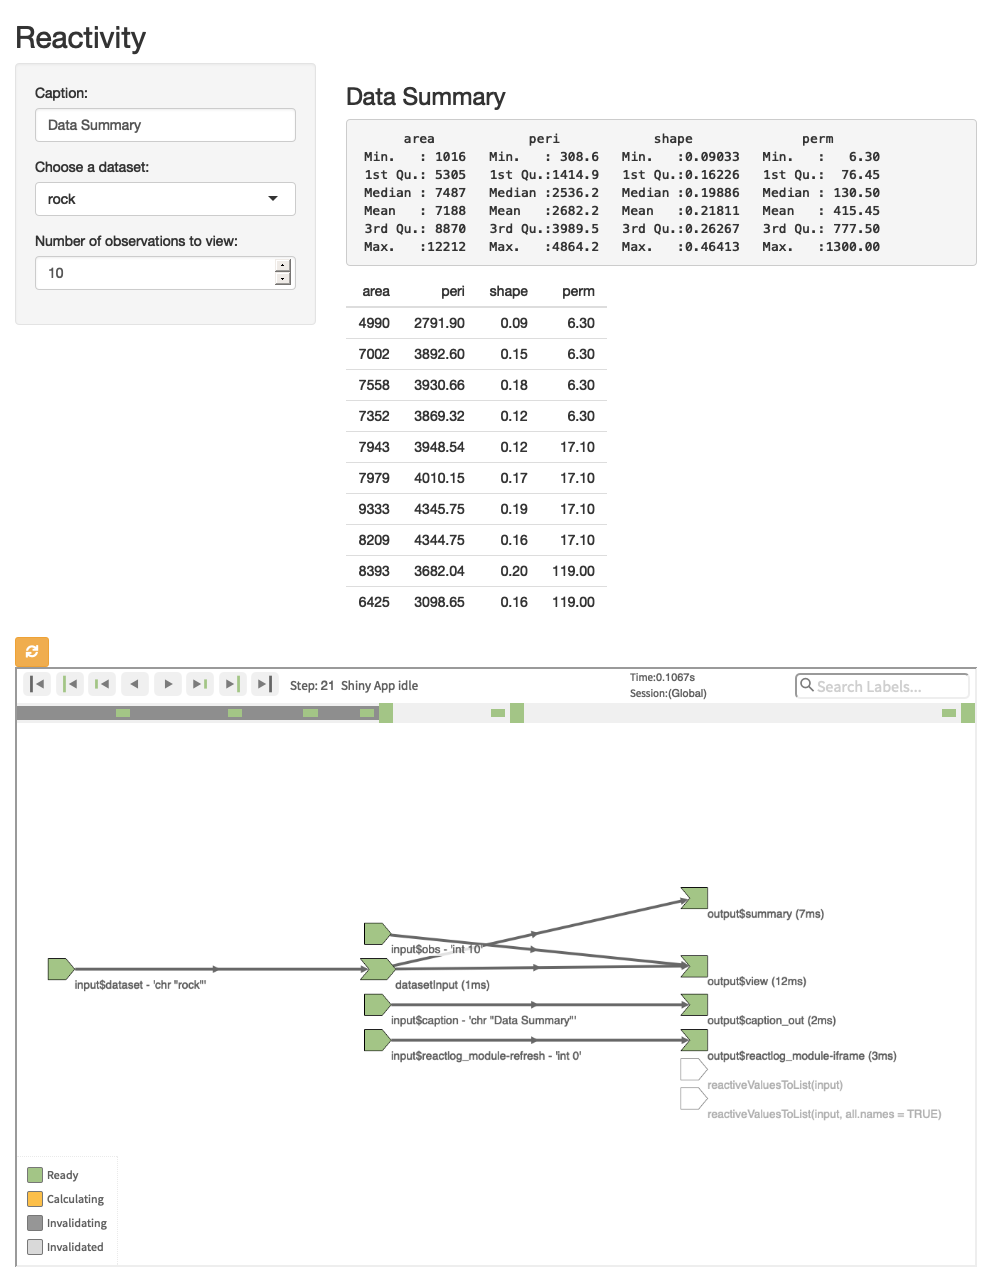 Reactivity
Caption:
Data Summary
Choose a dataset:
rock
Number of observations to view:
10
Data Summary
area peri shape perm
Min. : 1016 Min. : 308.6 Min. :0.09033 Min. : 6.30
1st Qu.: 5305 1st Qu.:1414.9 1st Qu.:0.16226 1st Qu.: 76.45
Median : 7487 Median :2536.2 Median :0.19886 Median : 130.50
Mean : 7188 Mean :2682.2 Mean :0.21811 Mean : 415.45
3rd Qu.: 8870 3rd Qu.:3989.5 3rd Qu.:0.26267 3rd Qu.: 777.50
Max. :12212 Max. :4864.2 Max. :0.46413 Max. :1300.00
area peri shape perm
4990 2791.90 0.09 6.30
7002 3892.60 0.15 6.30
7558 3930.66 0.18 6.30
7352 3869.32 0.12 6.30
7943 3948.54 0.12 17.10
7979 4010.15 0.17 17.10
9333 4345.75 0.19 17.10
8209 4344.75 0.16 17.10
8393 3682.04 0.20 119.00
6425 3098.65 0.16 119.00
Step: 21 Shiny App idle
Time:0.1067s
Session:(Global)
Search Labels...
output$summary (7ms)
input$obs - 'int 10'
output$view (12ms)
input$dataset - 'chr "rock"'
datasetInput (1ms)
input$caption - 'chr "Data Summary"'
output$caption_out (2ms)
input$reactlog_module-refresh - 'int 0'
output$reactlog_module-iframe (3ms)
reactiveValuesToList(input)
reactiveValuesToList(input, all.names = TRUE)
Ready
Calculating
Invalidating
Invalidated